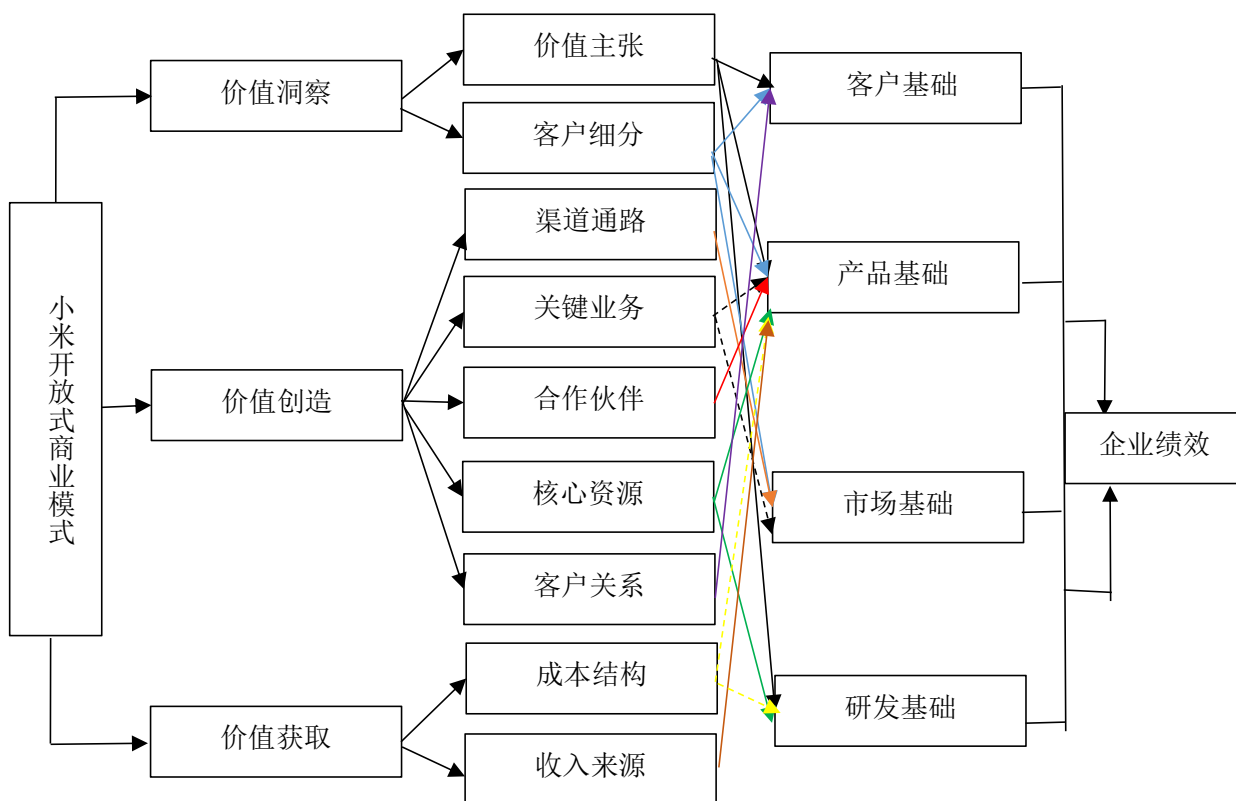 小米开放式商业模式
价值洞察
价值创造
价值获取
价值主张
客户细分
渠道通路
关键业务
合作伙伴
核心资源
客户关系
成本结构
收入来源
客户基础
产品基础
市场基础
研发基础
企业绩效